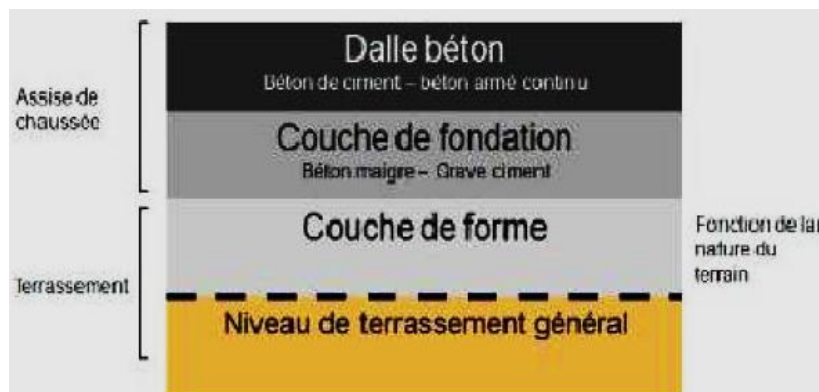 Dalle béton
Béton de ciment – béton armé continu
Assise de
chaussée
Couche de fondation
Béton maigre – Grave ciment
Couche de forme
Fonction de la
nature du
terrain
Terrassement
Niveau de terrassement général